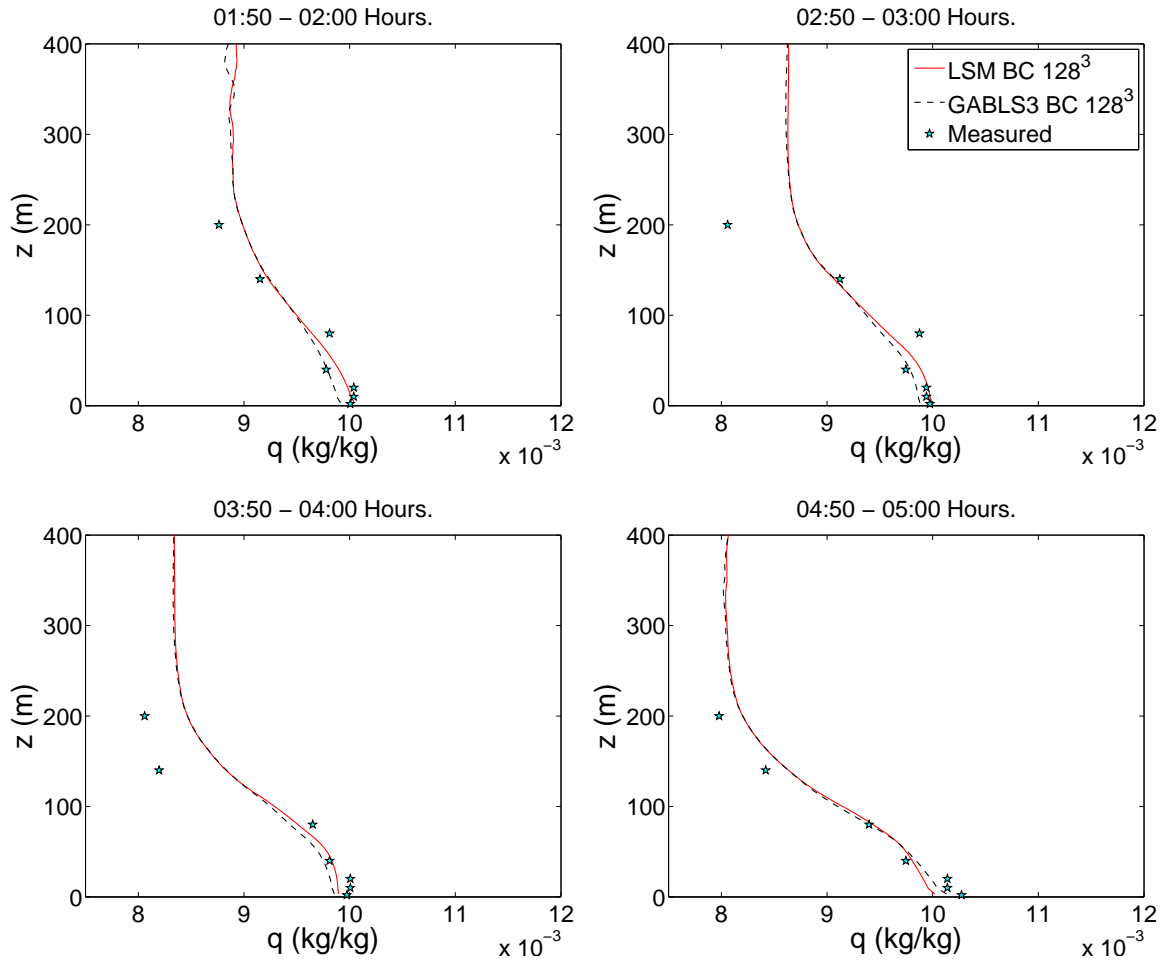 01:50 – 02:00 Hours.
400
300
200
100
0
z (m)
8 9 10 11 12
q (kg/kg)
x 10⁻³
02:50 – 03:00 Hours.
LSM BC 128³
GABLS3 BC 128³
Measured
400
300
200
100
0
z (m)
8 9 10 11 12
q (kg/kg)
x 10⁻³
03:50 – 04:00 Hours.
400
300
200
100
0
z (m)
8 9 10 11 12
q (kg/kg)
x 10⁻³
04:50 – 05:00 Hours.
400
300
200
100
0
z (m)
8 9 10 11 12
q (kg/kg)
x 10⁻³